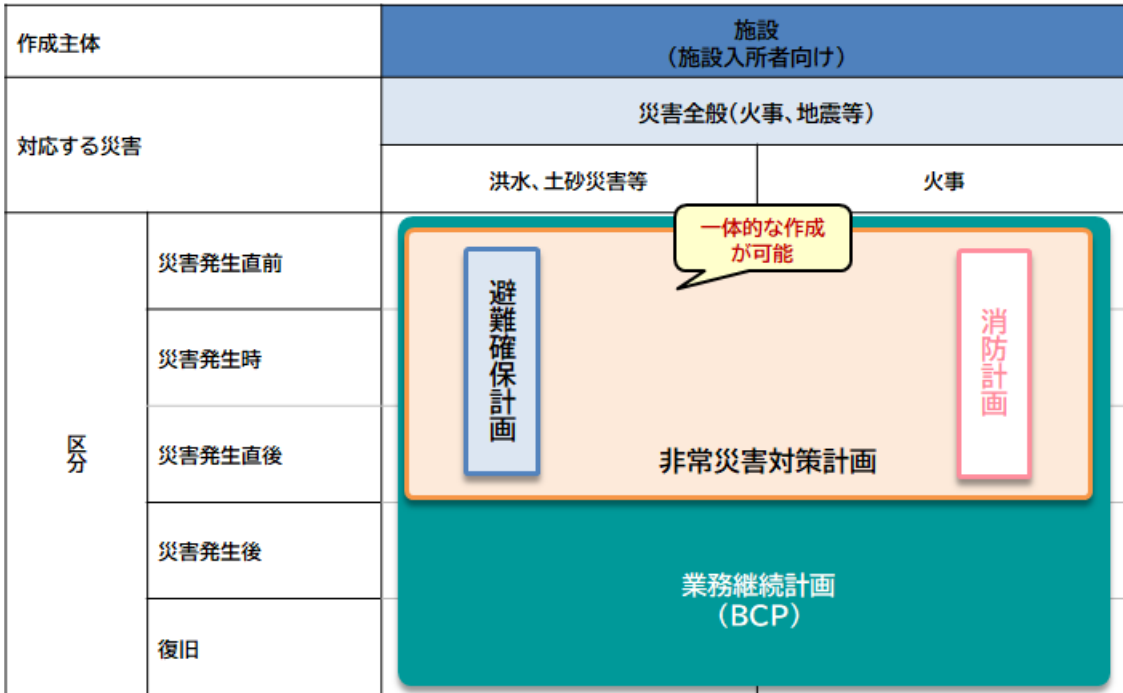 作成主体
施設
（施設入所者向け）
対応する災害
災害全般（火事、地震等）
洪水、土砂災害等
火事
区分
災害発生直前
災害発生時
災害発生直後
災害発生後
復旧
一体的な作成
が可能
避難確保計画
消防計画
非常災害対策計画
業務継続計画
（BCP）